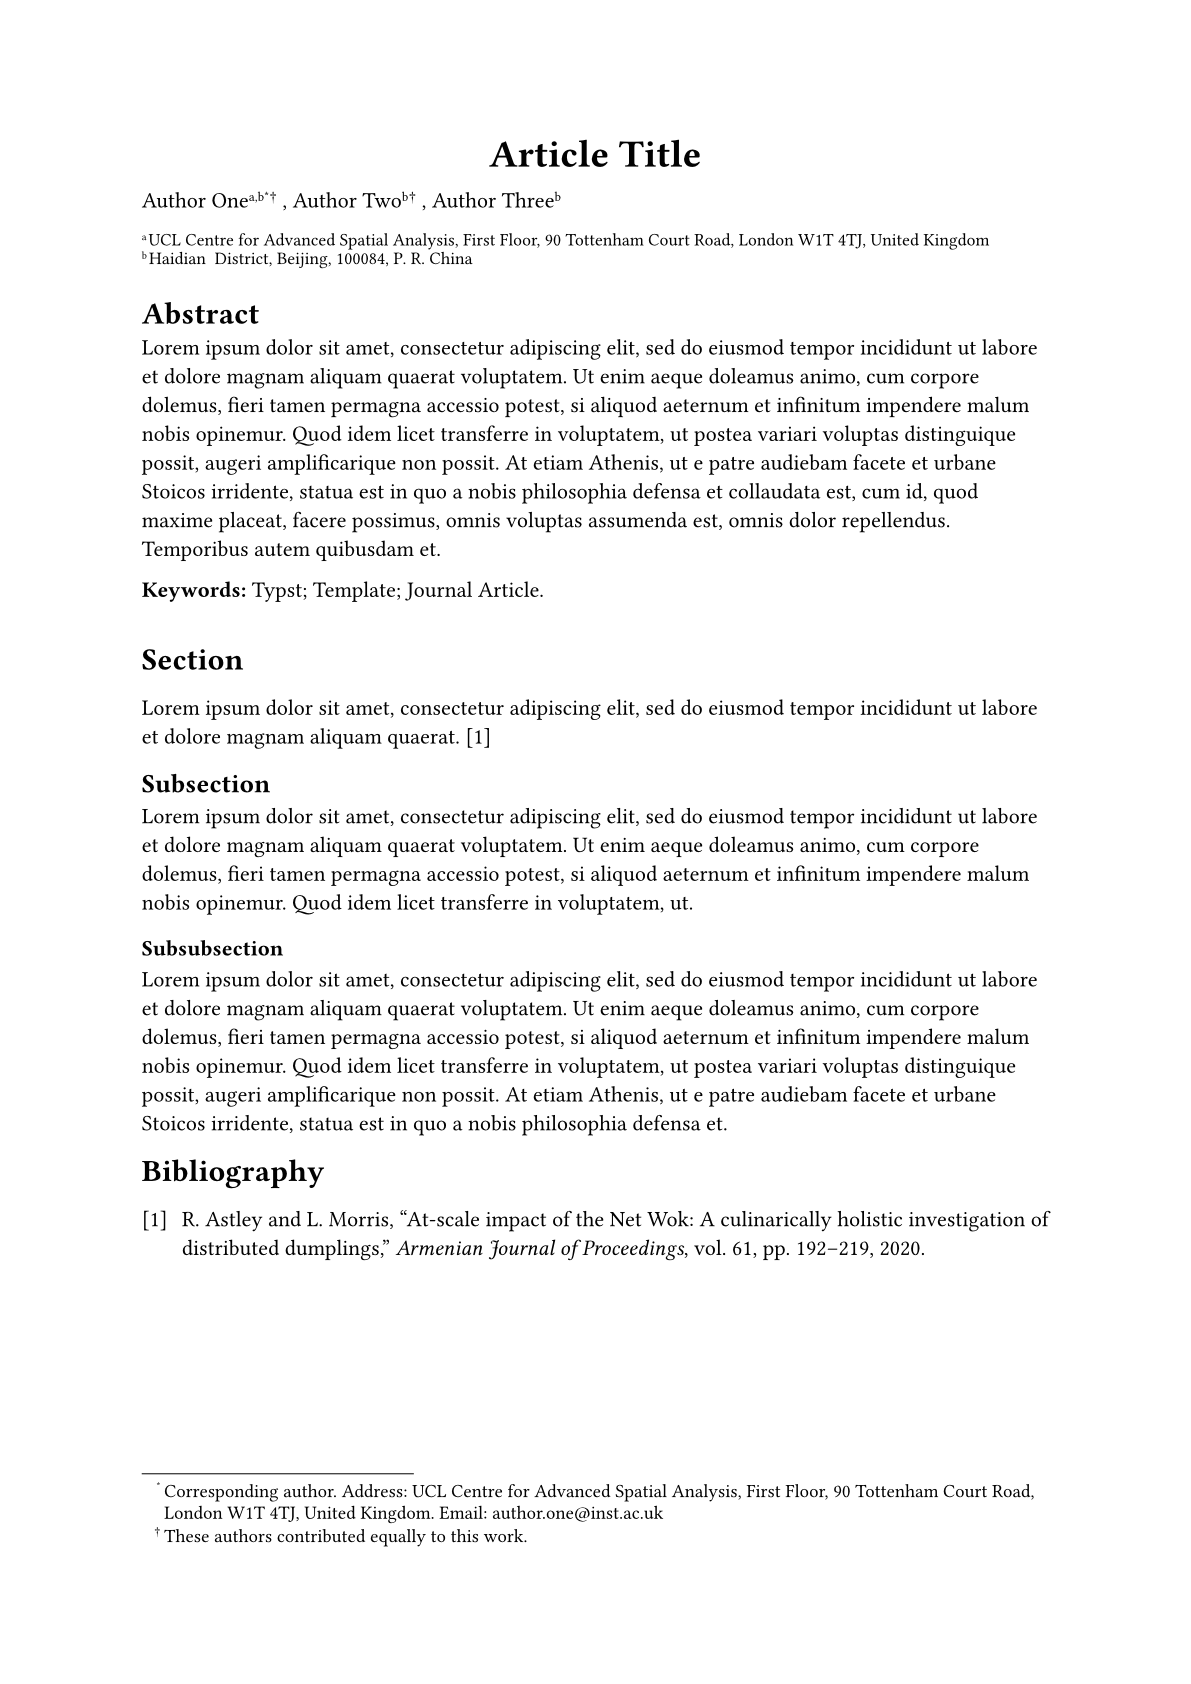 Article Title
Author Oneᵃ,ᵇ*† , Author Twoᵇ† , Author Threeᵇ
ᵃUCL Centre for Advanced Spatial Analysis, First Floor, 90 Tottenham Court Road, London W1T 4TJ, United Kingdom
ᵇHaidian  District, Beijing, 100084, P. R. China
Abstract
Lorem ipsum dolor sit amet, consectetur adipiscing elit, sed do eiusmod tempor incididunt ut labore
et dolore magnam aliquam quaerat voluptatem. Ut enim aeque doleamus animo, cum corpore
dolemus, fieri tamen permagna accessio potest, si aliquod aeternum et infinitum impendere malum
nobis opinemur. Quod idem licet transferre in voluptatem, ut postea variari voluptas distinguique
possit, augeri amplificarique non possit. At etiam Athenis, ut e patre audiebam facete et urbane
Stoicos irridente, statua est in quo a nobis philosophia defensa et collaudata est, cum id, quod
maxime placeat, facere possimus, omnis voluptas assumenda est, omnis dolor repellendus.
Temporibus autem quibusdam et.
Keywords: Typst; Template; Journal Article.
Section
Lorem ipsum dolor sit amet, consectetur adipiscing elit, sed do eiusmod tempor incididunt ut labore
et dolore magnam aliquam quaerat. [1]
Subsection
Lorem ipsum dolor sit amet, consectetur adipiscing elit, sed do eiusmod tempor incididunt ut labore
et dolore magnam aliquam quaerat voluptatem. Ut enim aeque doleamus animo, cum corpore
dolemus, fieri tamen permagna accessio potest, si aliquod aeternum et infinitum impendere malum
nobis opinemur. Quod idem licet transferre in voluptatem, ut.
Subsubsection
Lorem ipsum dolor sit amet, consectetur adipiscing elit, sed do eiusmod tempor incididunt ut labore
et dolore magnam aliquam quaerat voluptatem. Ut enim aeque doleamus animo, cum corpore
dolemus, fieri tamen permagna accessio potest, si aliquod aeternum et infinitum impendere malum
nobis opinemur. Quod idem licet transferre in voluptatem, ut postea variari voluptas distinguique
possit, augeri amplificarique non possit. At etiam Athenis, ut e patre audiebam facete et urbane
Stoicos irridente, statua est in quo a nobis philosophia defensa et.
Bibliography
[1] R. Astley and L. Morris, “At-scale impact of the Net Wok: A culinarically holistic investigation of
distributed dumplings,” Armenian Journal of Proceedings, vol. 61, pp. 192–219, 2020.
* Corresponding author. Address: UCL Centre for Advanced Spatial Analysis, First Floor, 90 Tottenham Court Road,
London W1T 4TJ, United Kingdom. Email: author.one@inst.ac.uk
† These authors contributed equally to this work.